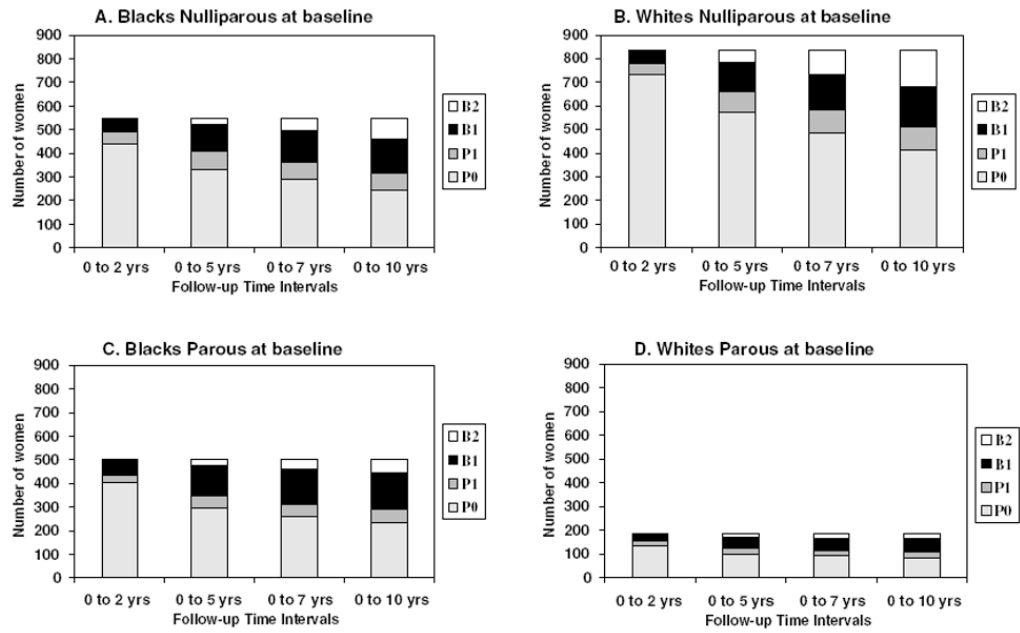 A. Blacks Nulliparous at baseline
900
800
700
600
500
400
300
200
100
0
Number of women
0 to 2 yrs 0 to 5 yrs 0 to 7 yrs 0 to 10 yrs
Follow-up Time Intervals
B2
B1
P1
P0
B. Whites Nulliparous at baseline
900
800
700
600
500
400
300
200
100
0
Number of women
0 to 2 yrs 0 to 5 yrs 0 to 7 yrs 0 to 10 yrs
Follow-up Time Intervals
B2
B1
P1
P0
C. Blacks Parous at baseline
900
800
700
600
500
400
300
200
100
0
Number of women
0 to 2 yrs 0 to 5 yrs 0 to 7 yrs 0 to 10 yrs
Follow-up Time Intervals
B2
B1
P1
P0
D. Whites Parous at baseline
900
800
700
600
500
400
300
200
100
0
Number of women
0 to 2 yrs 0 to 5 yrs 0 to 7 yrs 0 to 10 yrs
Follow-up Time Intervals
B2
B1
P1
P0